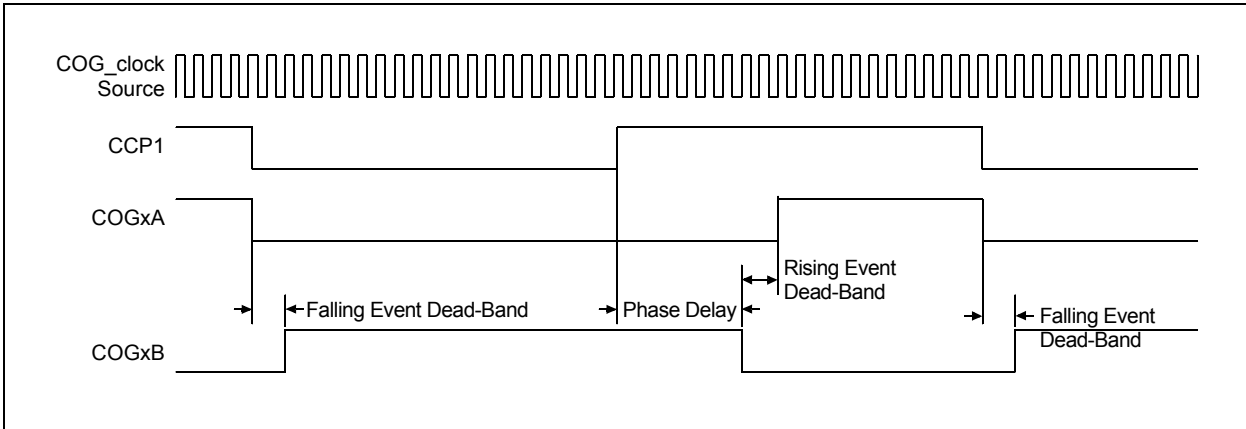 COG_clock
Source
CCP1
COGxA
Rising Event
Dead-Band
Falling Event Dead-Band
Phase Delay
Falling Event
Dead-Band
COGxB